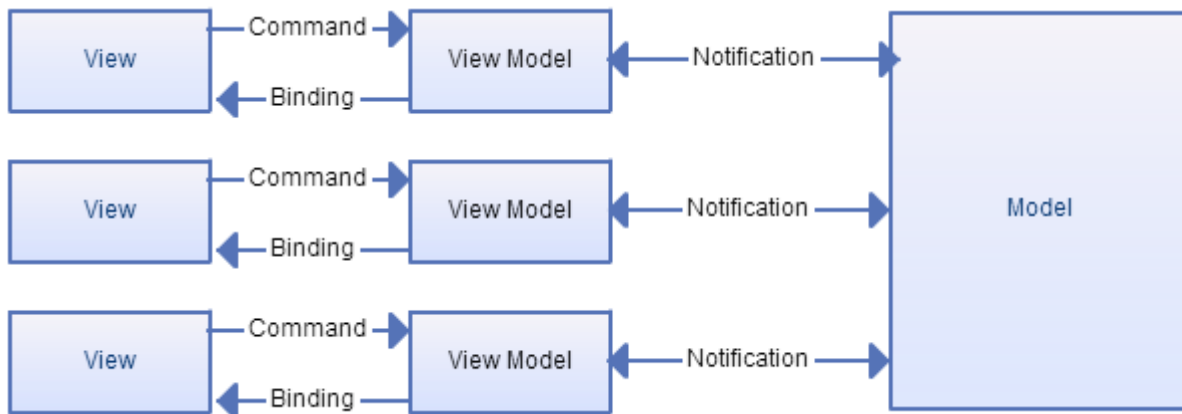 Command
View
View Model
Notification
Binding
Command
View
View Model
Notification
Model
Binding
Command
View
View Model
Notification
Binding